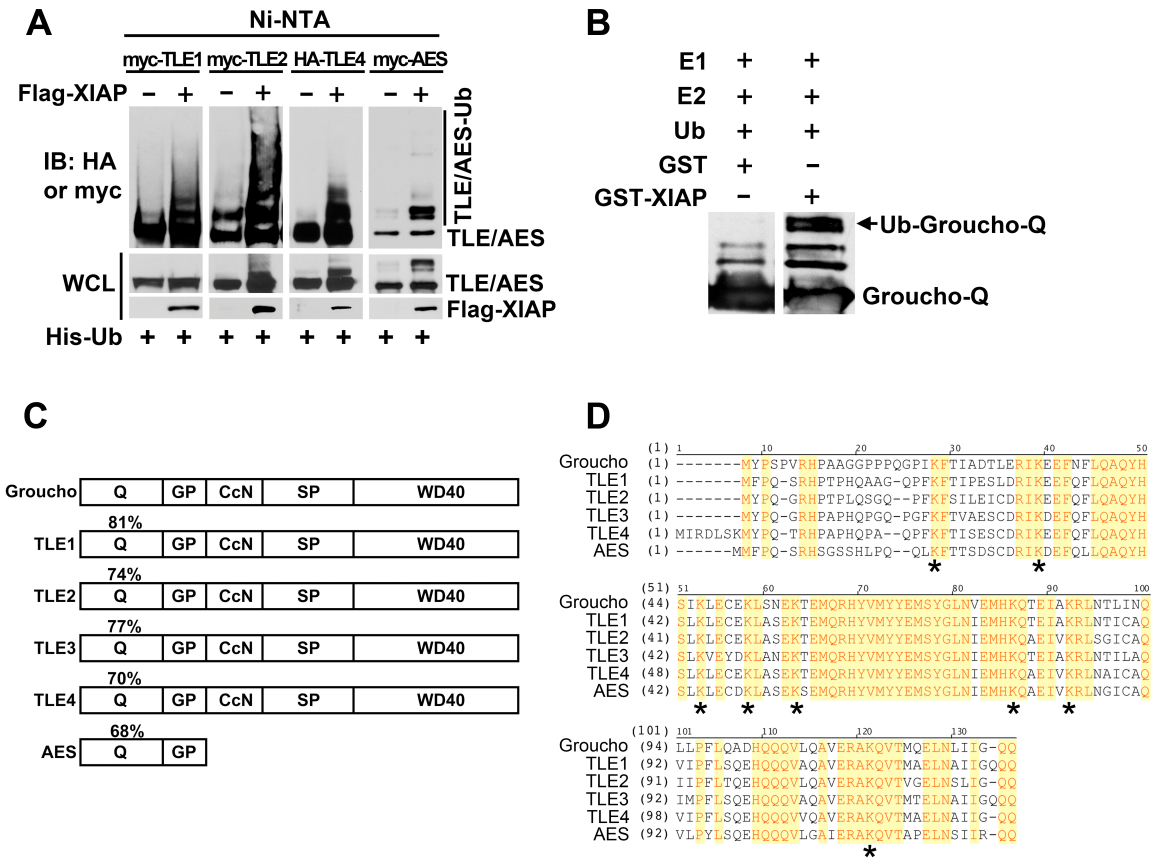 A
Ni-NTA
myc-TLE1 myc-TLE2 HA-TLE4 myc-AES
Flag-XIAP − + − + − + − +
IB: HA
or myc
TLE/AES-Ub
TLE/AES
WCL
TLE/AES
Flag-XIAP
His-Ub + + + + + + + +
B
E1 + +
E2 + +
Ub + +
GST + −
GST-XIAP − +
Ub-Groucho-Q
Groucho-Q
C
Groucho Q GP CcN SP WD40
81%
TLE1 Q GP CcN SP WD40
74%
TLE2 Q GP CcN SP WD40
77%
TLE3 Q GP CcN SP WD40
70%
TLE4 Q GP CcN SP WD40
68%
AES Q GP
D
(1) 1 10 20 30 40 50
Groucho (1) -------MYPSPVRHPAAGGPPPQGPIKFTIADTLERIKEEFNFLQAQYH
TLE1 (1) -------MFPQ-SRHPTPHQAAG-QPFKFTIPESLDRIKEEFQFLQAQYH
TLE2 (1) -------MYPQ-GRHPTPLQSGQ--PFKFSILEICDRIKEEFQFLQAQYH
TLE3 (1) -------MYPQ-GRHPAPHQPGQ-PGFKFTVAESCDRIKDEFQFLQAQYH
TLE4 (1) MIRDLSKMYPQ-TRHPAPHQPA--QPFKFTISESCDRIKEEFQFLQAQYH
AES (1) ------MMFPQ-SRHSGSSHLPQ--QLKFTTSDSCDRIKDEFQLLQAQYH
* *
(51) 51 60 70 80 90 100
Groucho (44) SIKLECEKLSNEKTEMQRHYVMYYEMSYGLNVEMHKQTEIAKRLNTLINQ
TLE1 (42) SLKLECEKLASEKTEMQRHYVMYYEMSYGLNIEMHKQTEIAKRLNTICAQ
TLE2 (41) SLKLECEKLASEKTEMQRHYVMYYEMSYGLNIEMHKQAEIVKRLSGICAQ
TLE3 (42) SLKVEYDKLANEKTEMQRHYVMYYEMSYGLNIEMHKQTEIAKRLNTILAQ
TLE4 (48) SLKLECEKLASEKTEMQRHYVMYYEMSYGLNIEMHKQAEIVKRLNAICAQ
AES (42) SLKLECDKLASEKSEMQRHYVMYYEMSYGLNIEMHKQAEIVKRLNGICAQ
* * * * *
(101) 101 110 120 130
Groucho (94) LLPFLQADHQQQVLQAVERAKQVTMQELNLIIG-QQ
TLE1 (92) VIPFLSQEHQQQVAQAVERAKQVTMAELNAIIGQQQ
TLE2 (91) IIPFLTQEHQQQVLQAVERAKQVTVGELNSLIG-QQ
TLE3 (92) IMPFLSQEHQQQVAQAVERAKQVTMTELNAIIGQQQ
TLE4 (98) VIPFLSQEHQQQVVQAVERAKQVTMAELNAIIG-QQ
AES (92) VLPYLSQEHQQQVLGAIERAKQVTAPELNSIIR-QQ
*